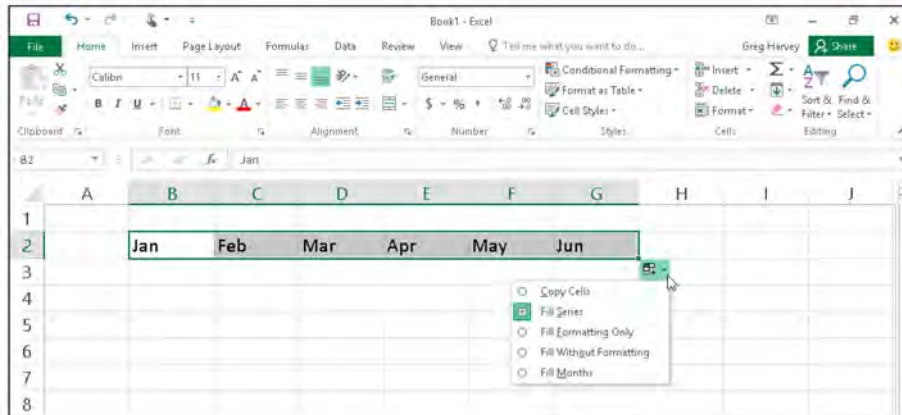 Book1 - Excel
File Home Insert Page Layout Formulas Data Review View Tell me what you want to do... Greg Harvey Share
Calibri 11 A A General Conditional Formatting Insert Σ
Paste B I U A $ % Format as Table Delete Sort & Find &
Cell Styles Format Filter Select
Clipboard Font Alignment Number Styles Cells Editing
B2 fx Jan
A B C D E F G H I J
1
2 Jan Feb Mar Apr May Jun
3
4 Copy Cells
5 Fill Series
Fill Formatting Only
6 Fill Without Formatting
7 Fill Months
8